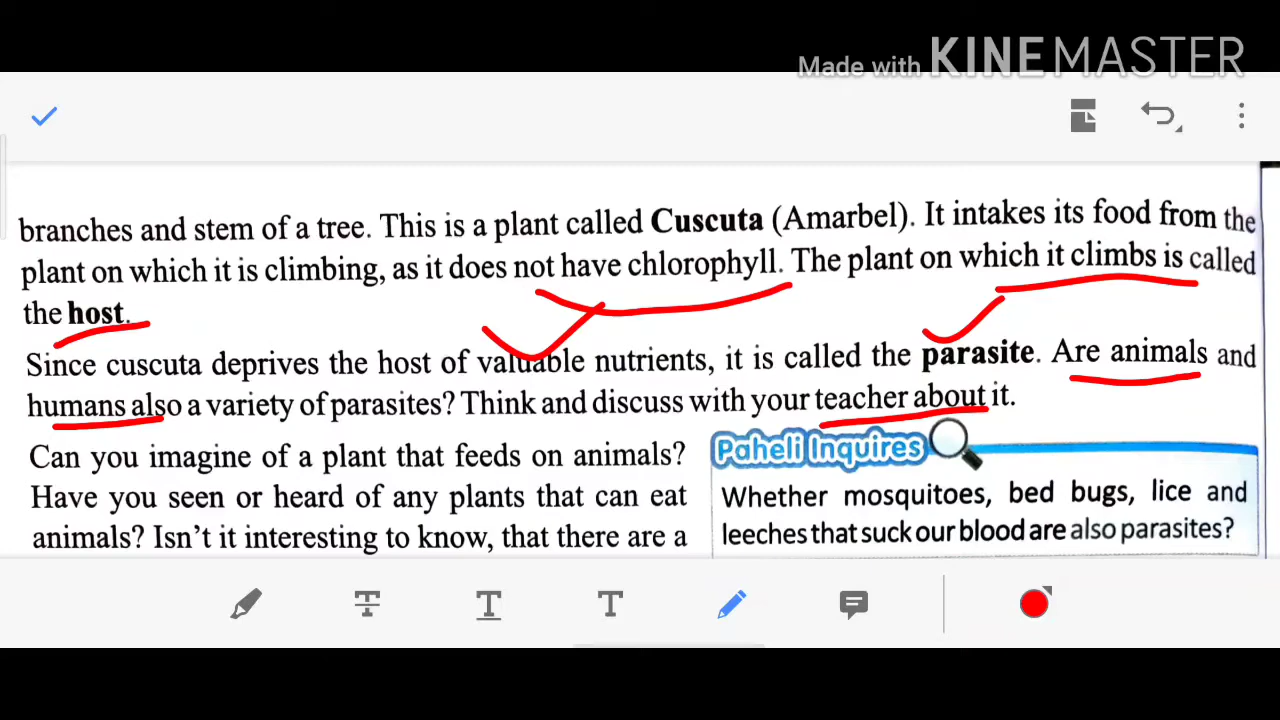 Made with KINEMASTER
branches and stem of a tree. This is a plant called Cuscuta (Amarbel). It intakes its food from the
plant on which it is climbing, as it does not have chlorophyll. The plant on which it climbs is called
the host.
Since cuscuta deprives the host of valuable nutrients, it is called the parasite. Are animals and
humans also a variety of parasites? Think and discuss with your teacher about it.
Can you imagine of a plant that feeds on animals?
Have you seen or heard of any plants that can eat
animals? Isn't it interesting to know, that there are a
Paheli Inquires
Whether mosquitoes, bed bugs, lice and
leeches that suck our blood are also parasites?
T T T